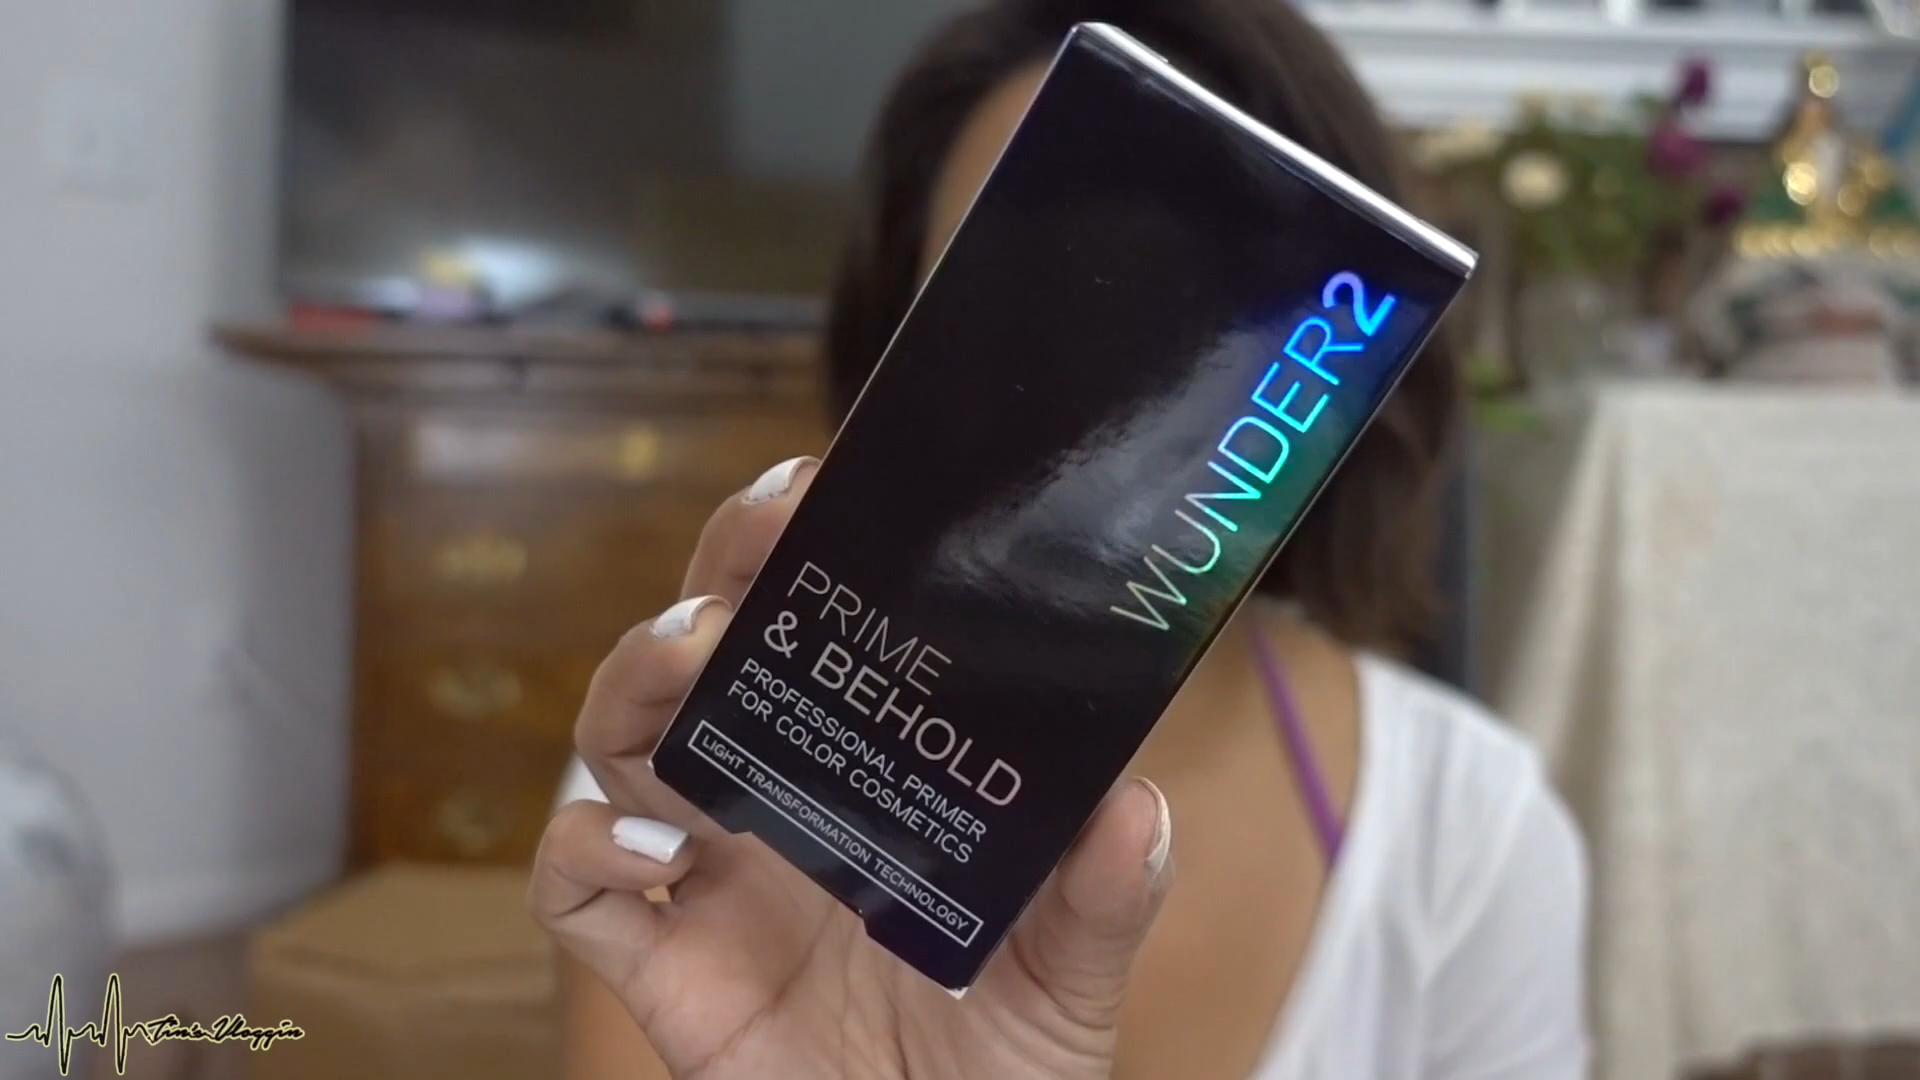 WUNDER2
PRIME
& BEHOLD
PROFESSIONAL PRIMER
FOR COLOR COSMETICS
LIGHT TRANSFORMATION TECHNOLOGY